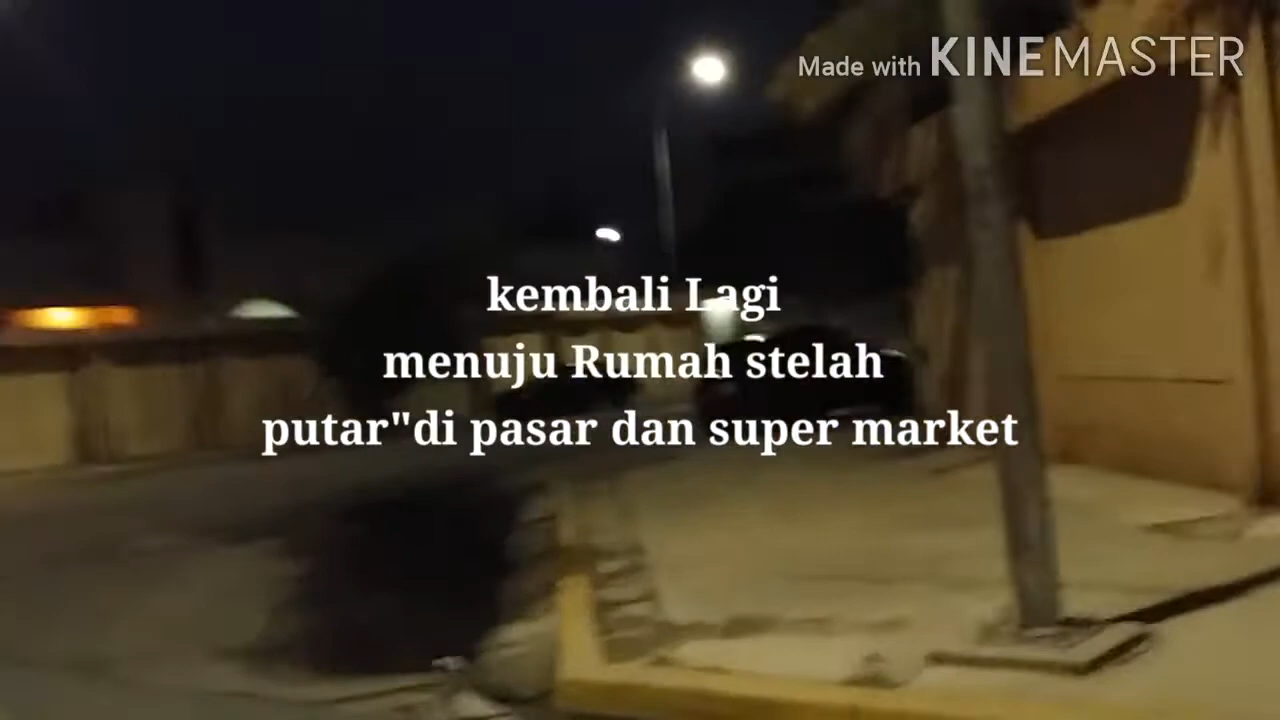 Made with KINEMASTER
kembali Lagi
menuju Rumah stelah
putar"di pasar dan super market